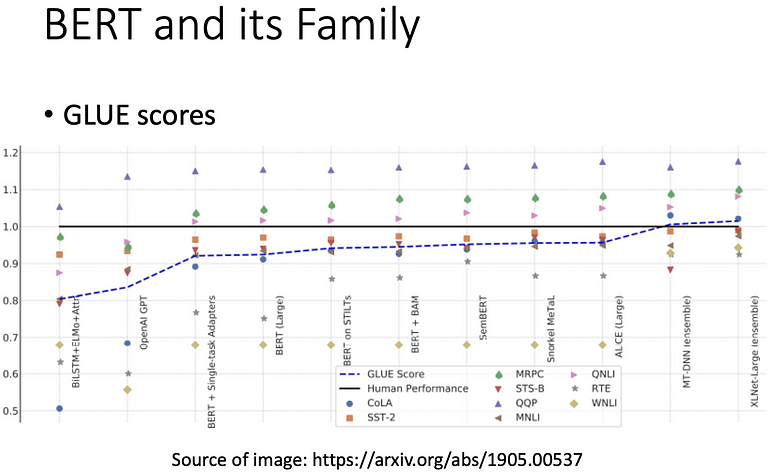 BERT and its Family
• GLUE scores
1.2
1.1
1.0
0.9
0.8
0.7
0.6
0.5
BiLSTM+ELMo+Attn
OpenAI GPT
BERT + Single-task Adapters
BERT (Large)
BERT on STILTs
BERT + BAM
SemBERT
Snorkel MeTaL
ALICE (Large)
MT-DNN (ensemble)
XLNet-Large (ensemble)
GLUE Score
Human Performance
CoLA
SST-2
MRPC
STS-B
QQP
MNLI
QNLI
RTE
WNLI
Source of image: https://arxiv.org/abs/1905.00537